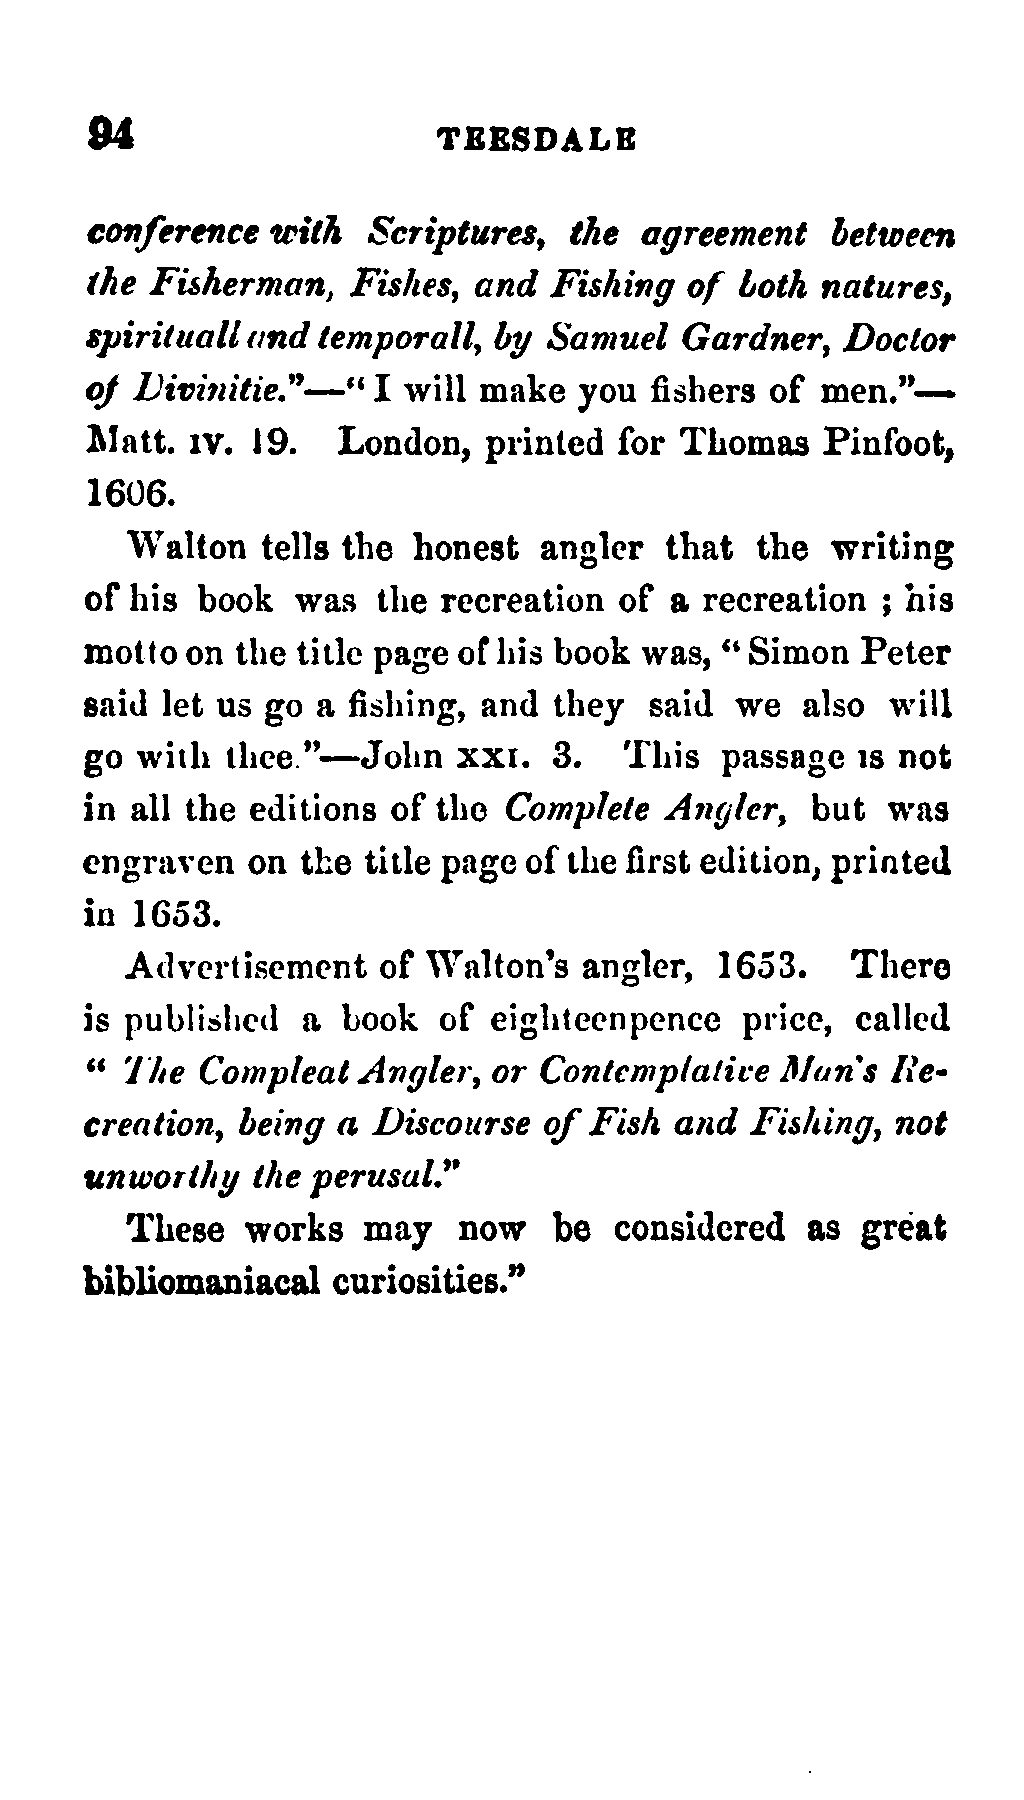 94 TEESDALE
conference with Scriptures, the agreement between
the Fisherman, Fishes, and Fishing of both natures,
spirituall and temporall, by Samuel Gardner, Doctor
of Divinitie."—"I will make you fishers of men."—
Matt. IV. 19. London, printed for Thomas Pinfoot,
1606.
Walton tells the honest angler that the writing
of his book was the recreation of a recreation ; his
motto on the title page of his book was, "Simon Peter
said let us go a fishing, and they said we also will
go with thee."—John XXI. 3. This passage is not
in all the editions of the Complete Angler, but was
engraven on the title page of the first edition, printed
in 1653.
Advertisement of Walton's angler, 1653. There
is published a book of eighteenpence price, called
" The Compleat Angler, or Contemplative Man's Re-
creation, being a Discourse of Fish and Fishing, not
unworthy the perusal."
These works may now be considered as great
bibliomaniacal curiosities."